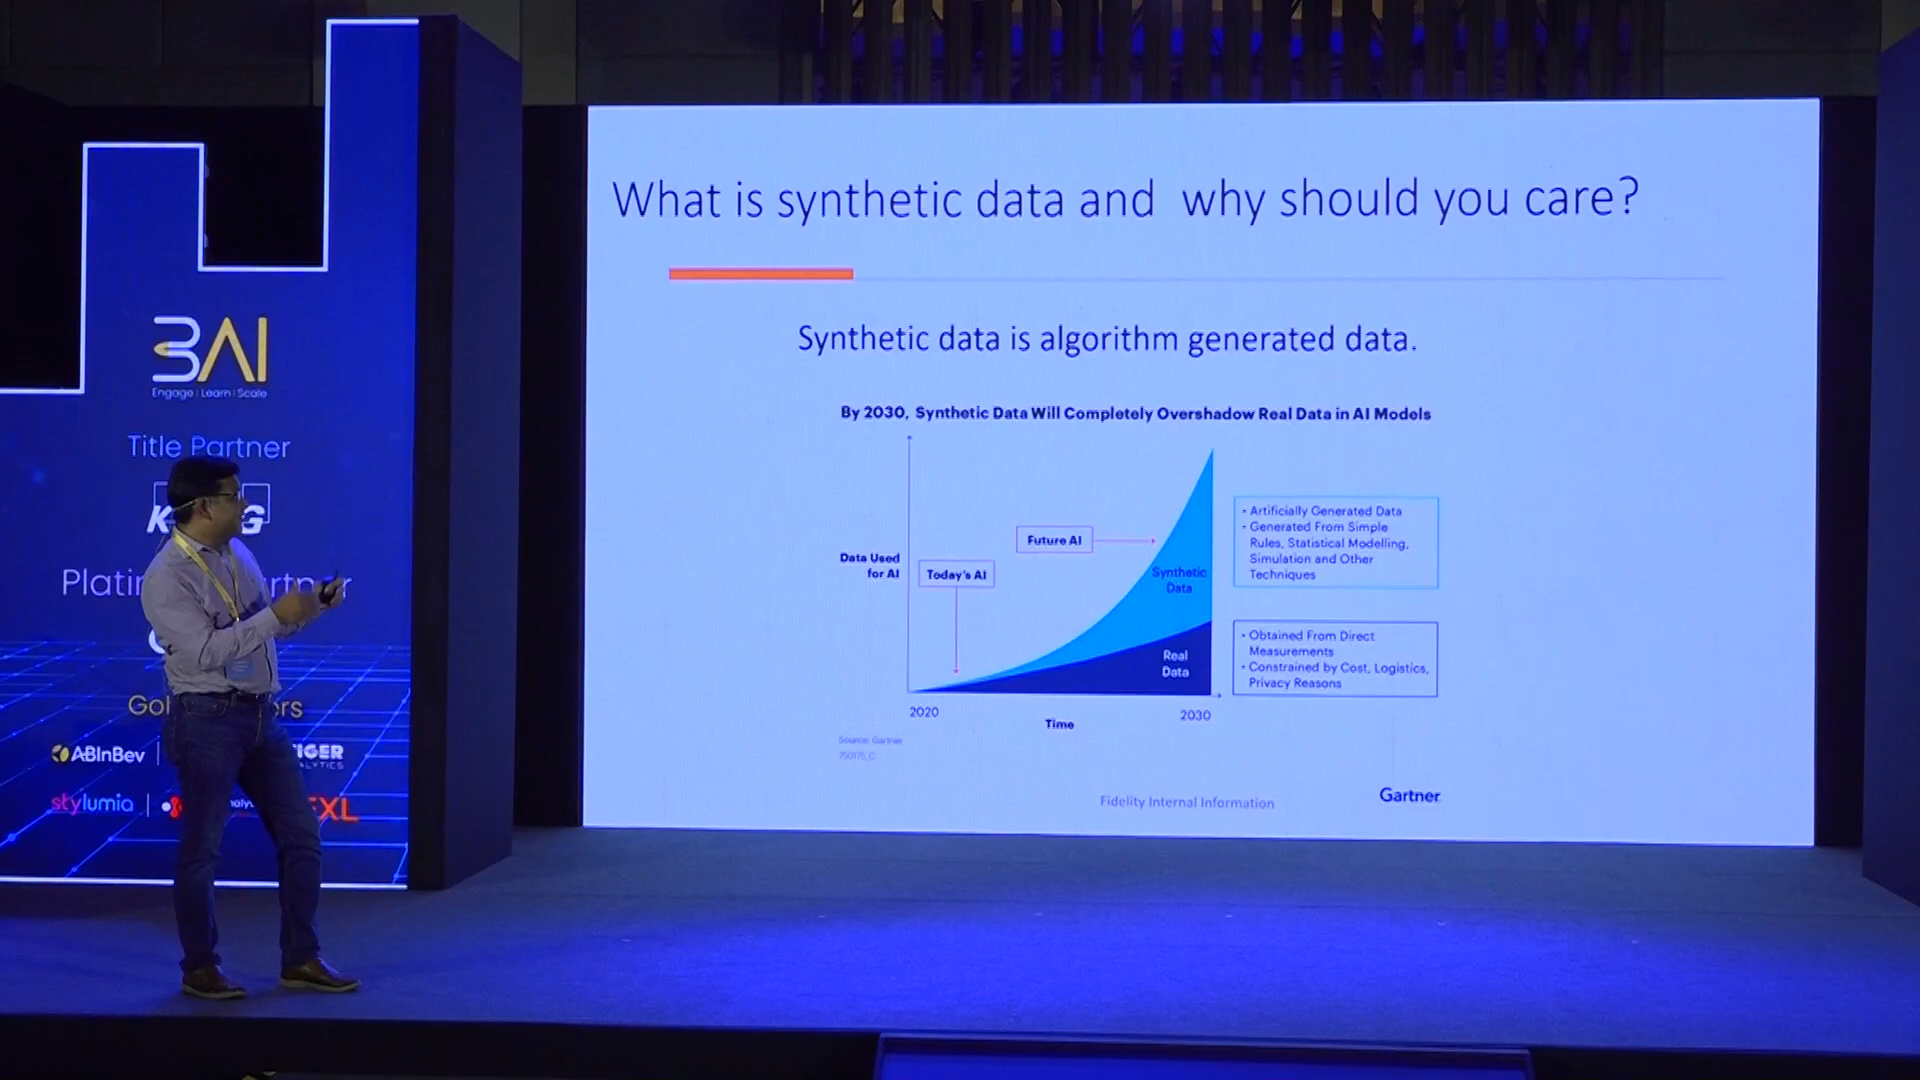 What is synthetic data and why should you care?
Synthetic data is algorithm generated data.
By 2030, Synthetic Data Will Completely Overshadow Real Data in AI Models
Data Used
for AI
Today's AI
Future AI
Synthetic
Data
Real
Data
• Artificially Generated Data
• Generated From Simple
Rules, Statistical Modelling,
Simulation and Other
Techniques
• Obtained From Direct
Measurements
• Constrained by Cost, Logistics,
Privacy Reasons
2020
Time
2030
Source: Gartner
750175_C
Fidelity Internal Information
Gartner
3AI
Engage | Learn | Scale
Title Partner
ABInBev
stylumia